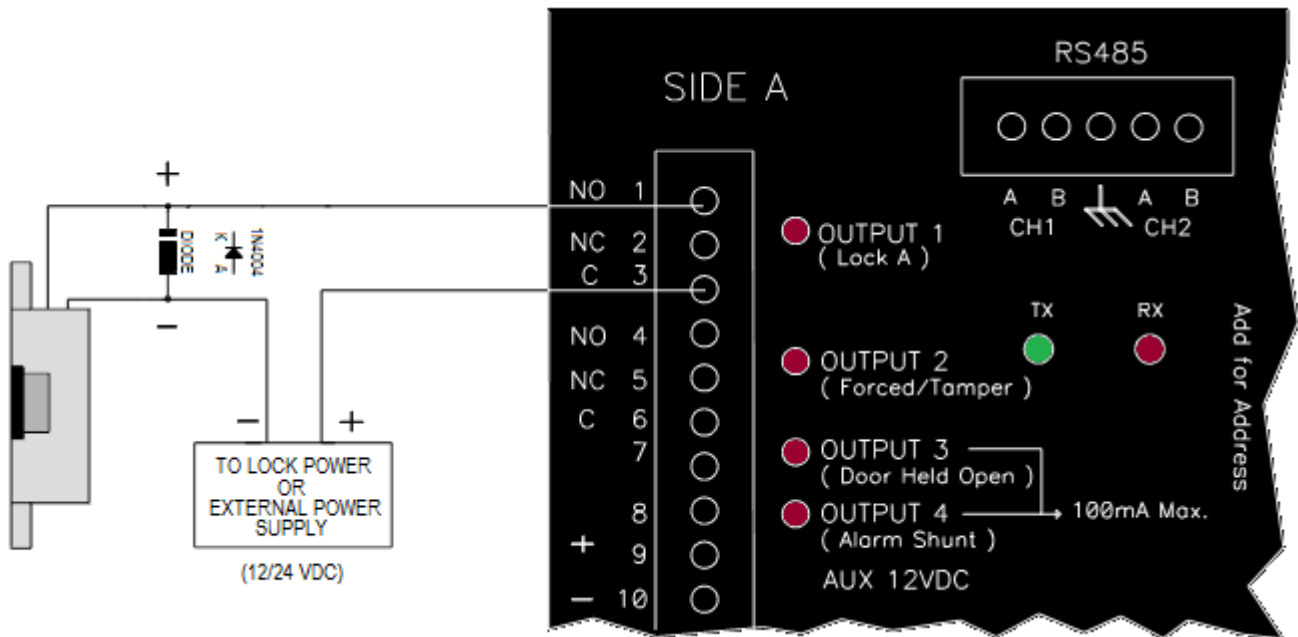 SIDE A
RS485
A B A B
CH1 CH2
+
DIODE
K A
1N4004
−
NO 1
NC 2
C 3
NO 4
NC 5
C 6
7
8
+ 9
− 10
OUTPUT 1
( Lock A )
OUTPUT 2
( Forced/Tamper )
OUTPUT 3
( Door Held Open )
OUTPUT 4
( Alarm Shunt )
100mA Max.
AUX 12VDC
TX RX
Add for Address
− +
TO LOCK POWER
OR
EXTERNAL POWER
SUPPLY
(12/24 VDC)